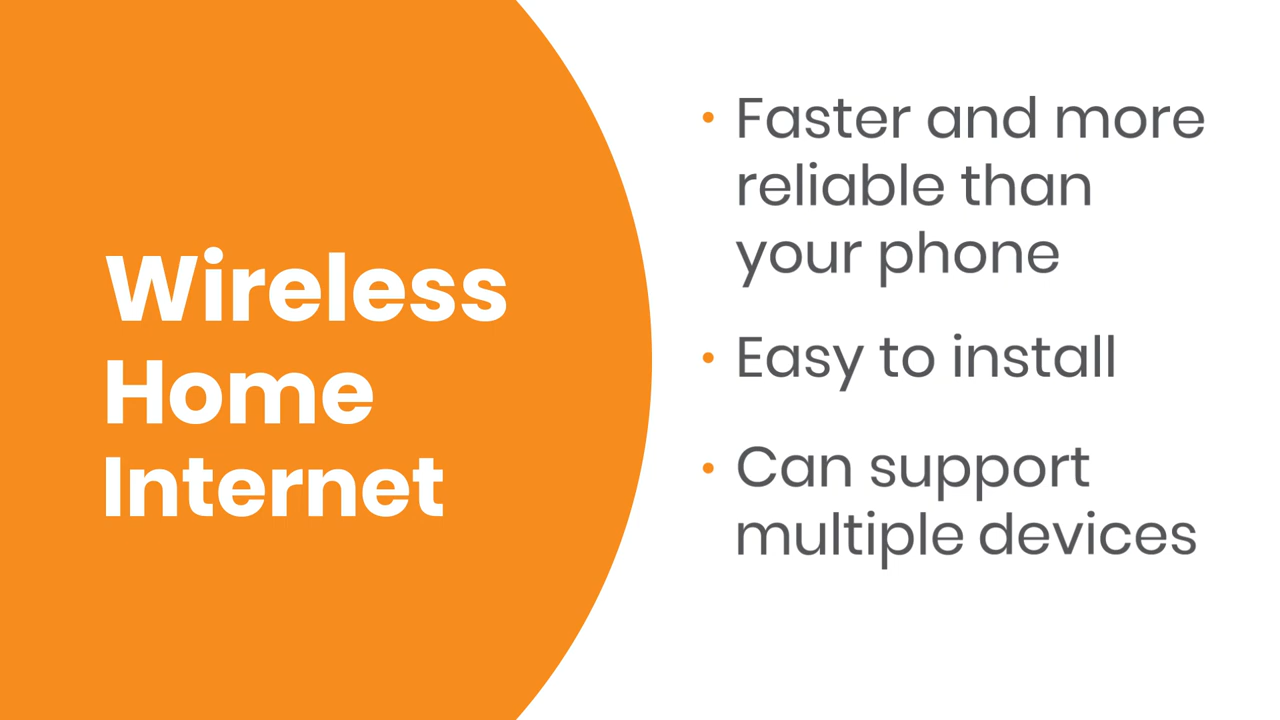 Wireless
Home
Internet
• Faster and more
reliable than
your phone
• Easy to install
• Can support
multiple devices